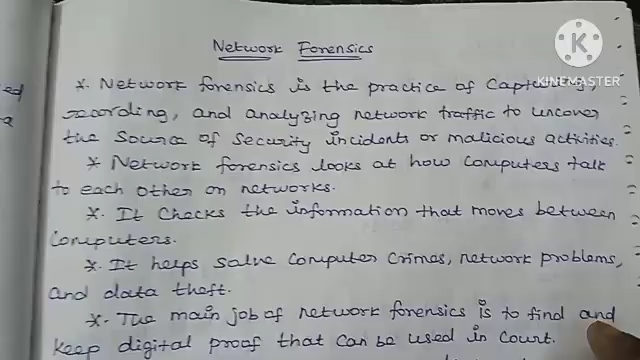 Network Forensics
KINEMASTER
* Network forensics is the practice of Capturing,
recording, and analyzing network traffic to uncover
the source of security incidents or malicious activities.
* Network forensics looks at how computers talk
to each other on networks.
* It checks the information that moves between
Computers.
* It helps solve computer crimes, network problems,
and data theft.
* The main job of network forensics is to find and
keep digital proof that can be used in court.